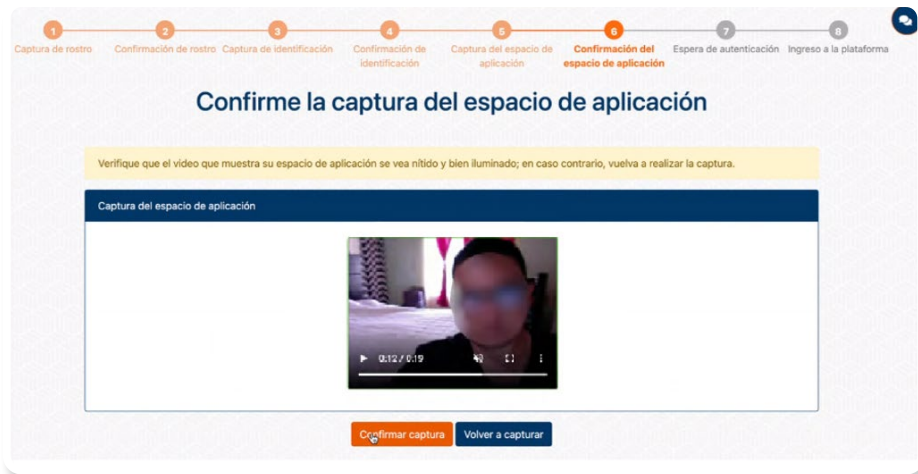 1 2 3 4 5 6 7 8
Captura de rostro Confirmación de rostro Captura de identificación Confirmación de identificación Captura del espacio de aplicación Confirmación del espacio de aplicación Espera de autenticación Ingreso a la plataforma
Confirme la captura del espacio de aplicación
Verifique que el video que muestra su espacio de aplicación se vea nítido y bien iluminado; en caso contrario, vuelva a realizar la captura.
Captura del espacio de aplicación
0:12 / 0:19
Confirmar captura Volver a capturar